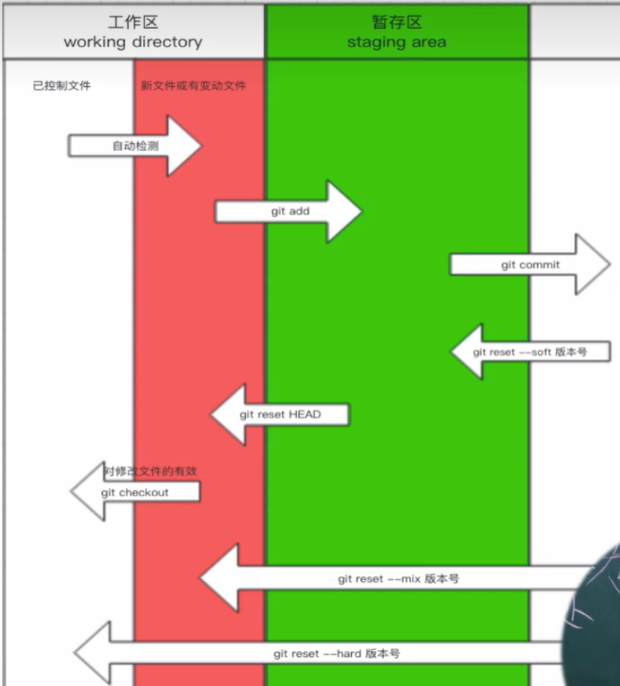 工作区
working directory
暂存区
staging area
已控制文件
新文件或有变动文件
自动检测
git add
git commit
git reset --soft 版本号
git reset HEAD
对修改文件的有效
git checkout
git reset --mix 版本号
git reset --hard 版本号